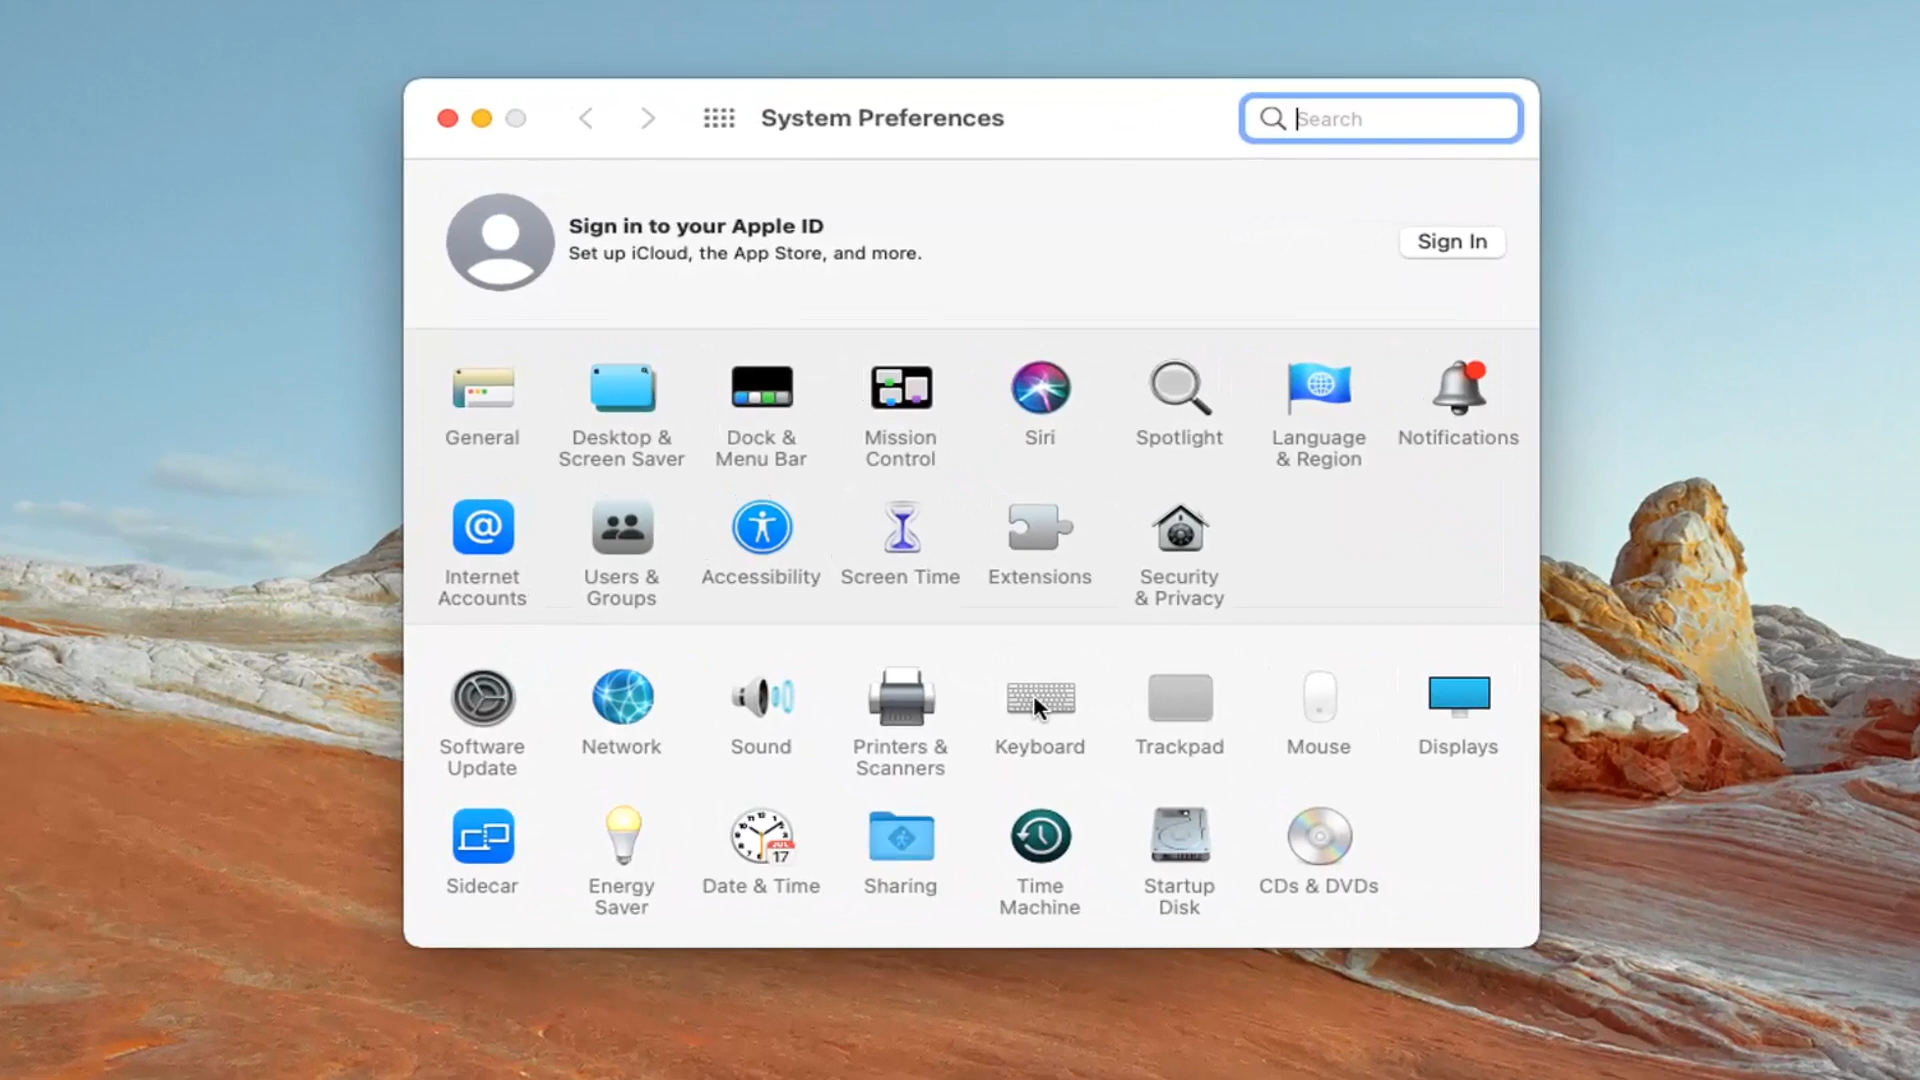 System Preferences
Search
Sign in to your Apple ID
Set up iCloud, the App Store, and more.
Sign In
General
Desktop &
Screen Saver
Dock &
Menu Bar
Mission
Control
Siri
Spotlight
Language
& Region
Notifications
Internet
Accounts
Users &
Groups
Accessibility
Screen Time
Extensions
Security
& Privacy
Software
Update
Network
Sound
Printers &
Scanners
Keyboard
Trackpad
Mouse
Displays
Sidecar
Energy
Saver
JUL
17
Date & Time
Sharing
Time
Machine
Startup
Disk
CDs & DVDs